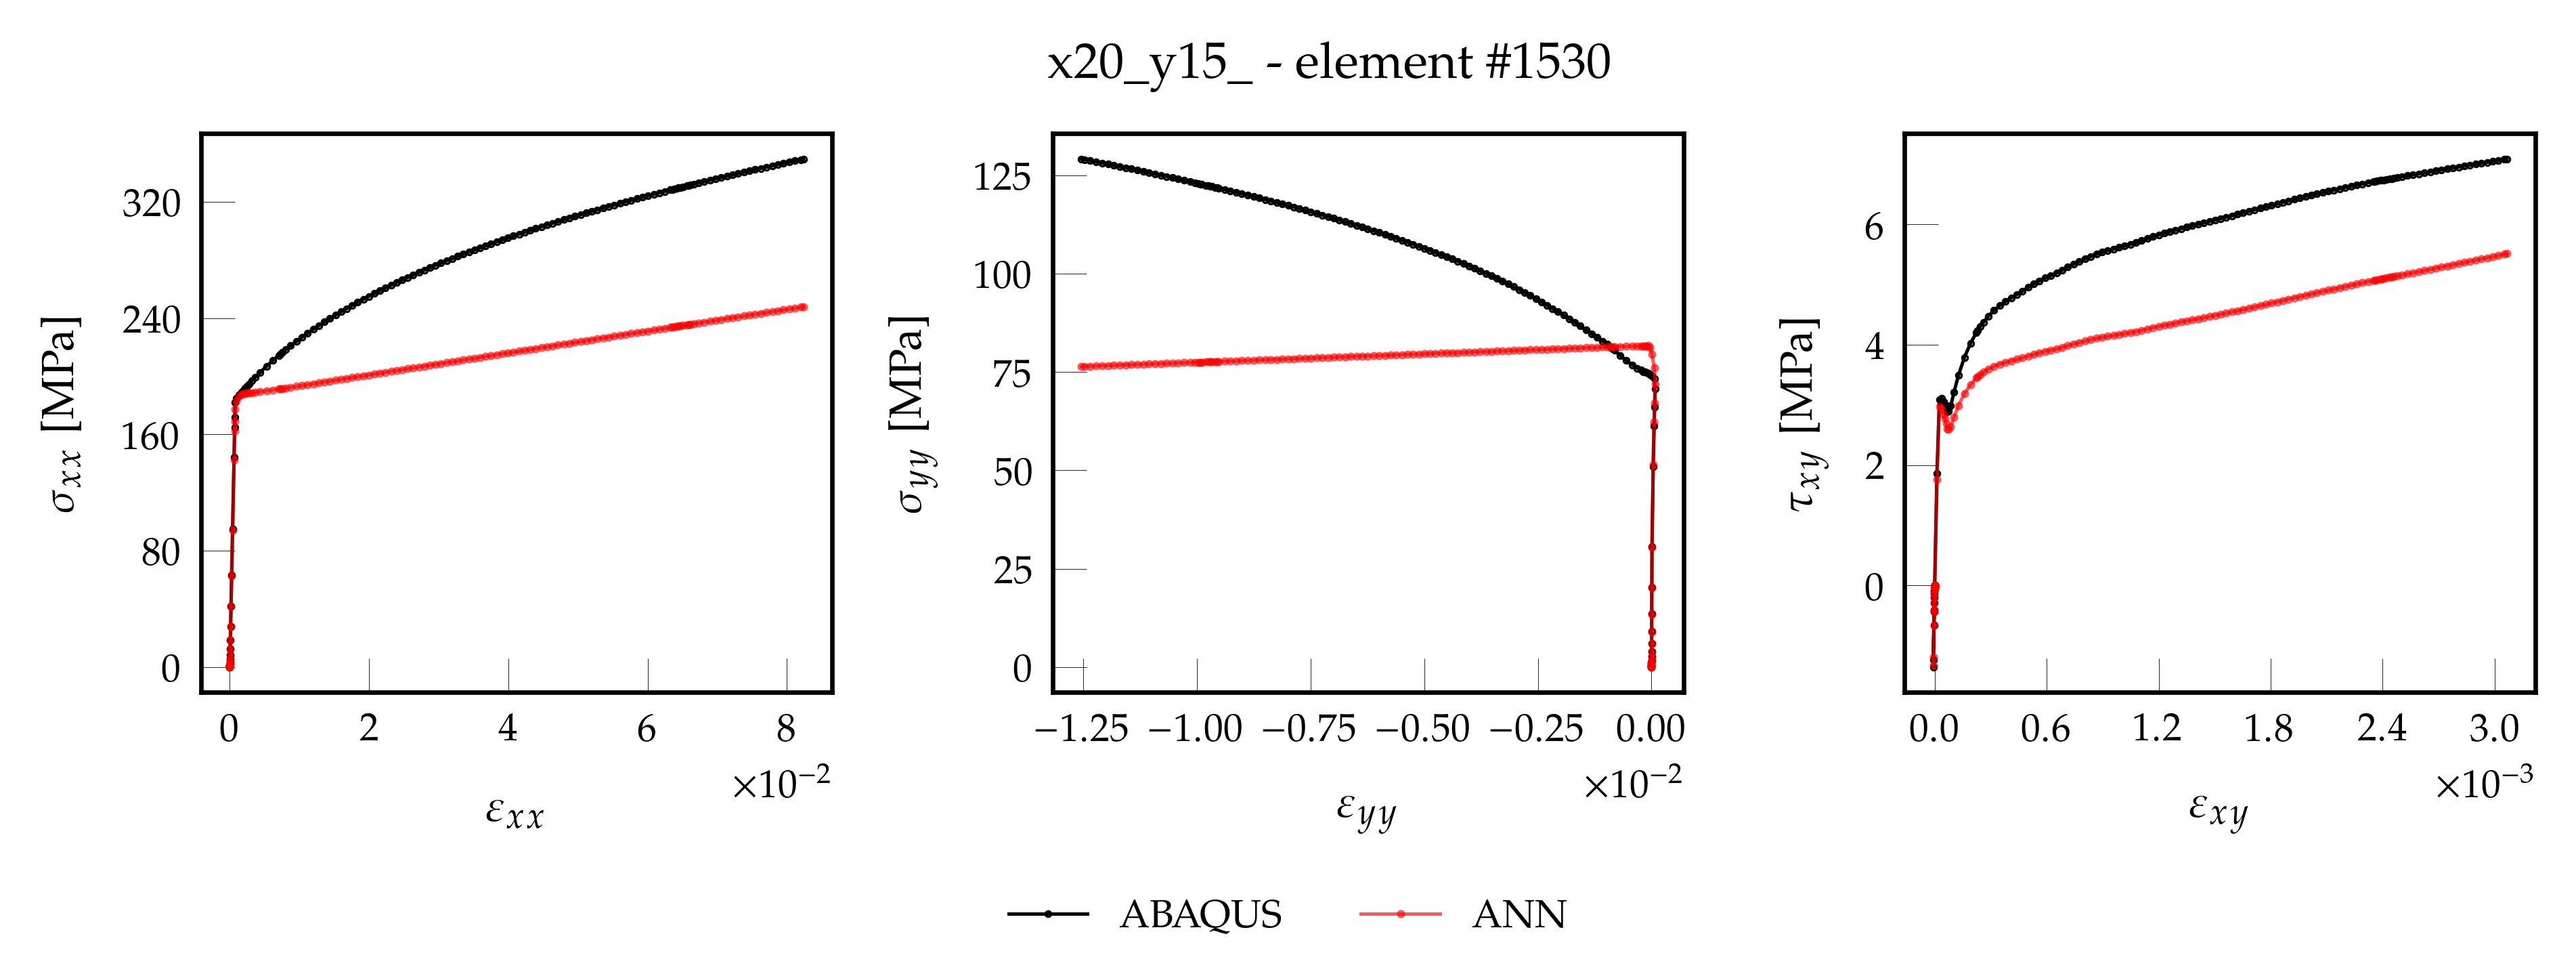 x20_y15_ - element #1530
σxx [MPa]
320
240
160
80
0
0 2 4 6 8
×10−2
εxx
σyy [MPa]
125
100
75
50
25
0
−1.25 −1.00 −0.75 −0.50 −0.25 0.00
×10−2
εyy
τxy [MPa]
6
4
2
0
0.0 0.6 1.2 1.8 2.4 3.0
×10−3
εxy
ABAQUS ANN